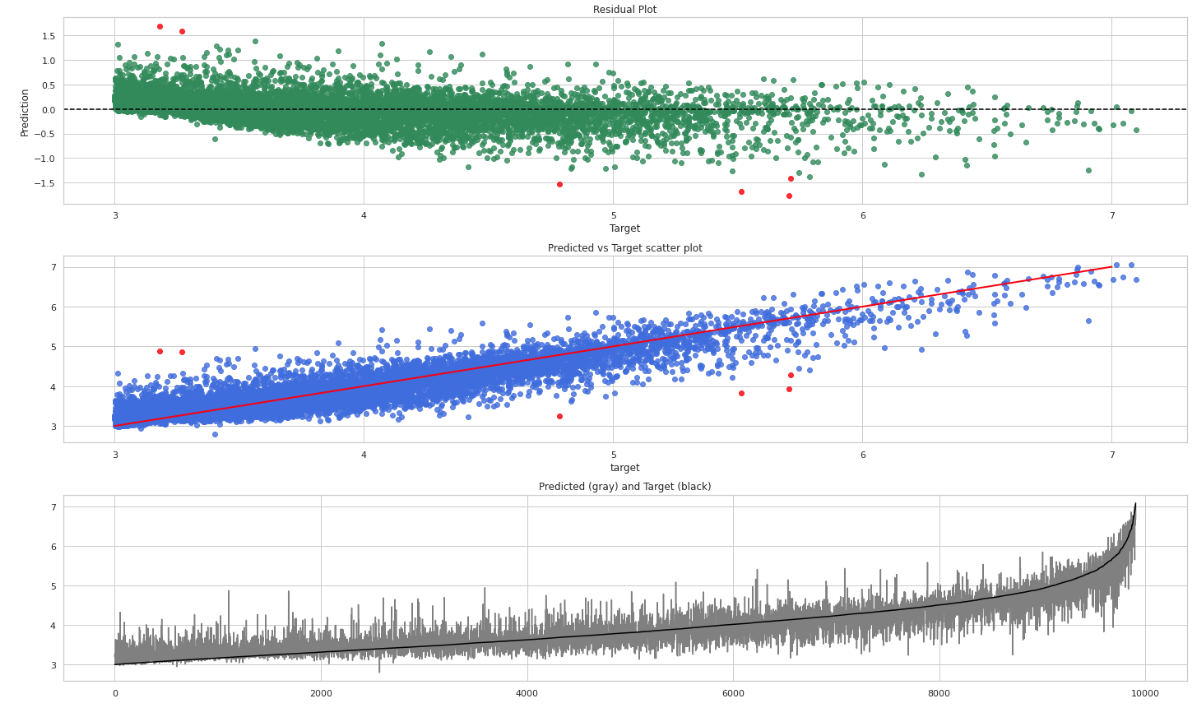 Residual Plot
1.5
1.0
0.5
0.0
−0.5
−1.0
−1.5
Prediction
3 4 5 6 7
Target
Predicted vs Target scatter plot
7
6
5
4
3
3 4 5 6 7
target
Predicted (gray) and Target (black)
7
6
5
4
3
0 2000 4000 6000 8000 10000